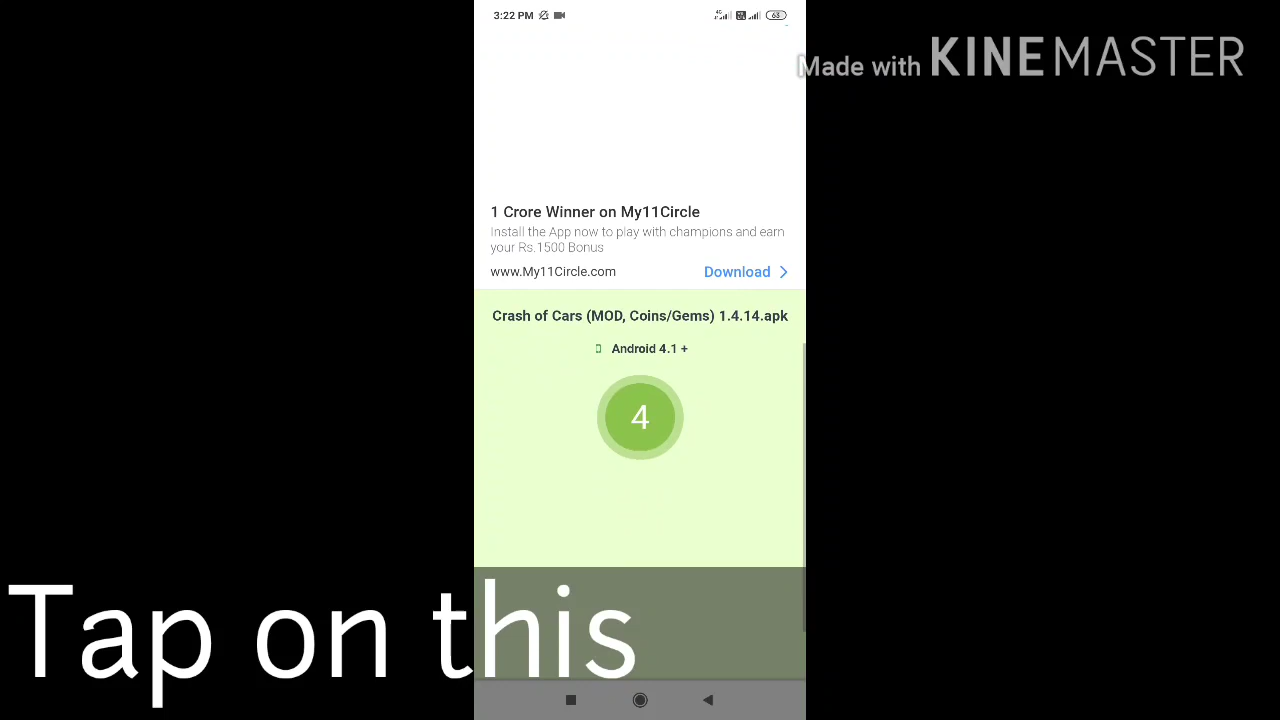 3:22 PM
4G
63
Made with KINEMASTER
1 Crore Winner on My11Circle
Install the App now to play with champions and earn
your Rs.1500 Bonus
www.My11Circle.com
Download
Crash of Cars (MOD, Coins/Gems) 1.4.14.apk
Android 4.1 +
4
Tap on this